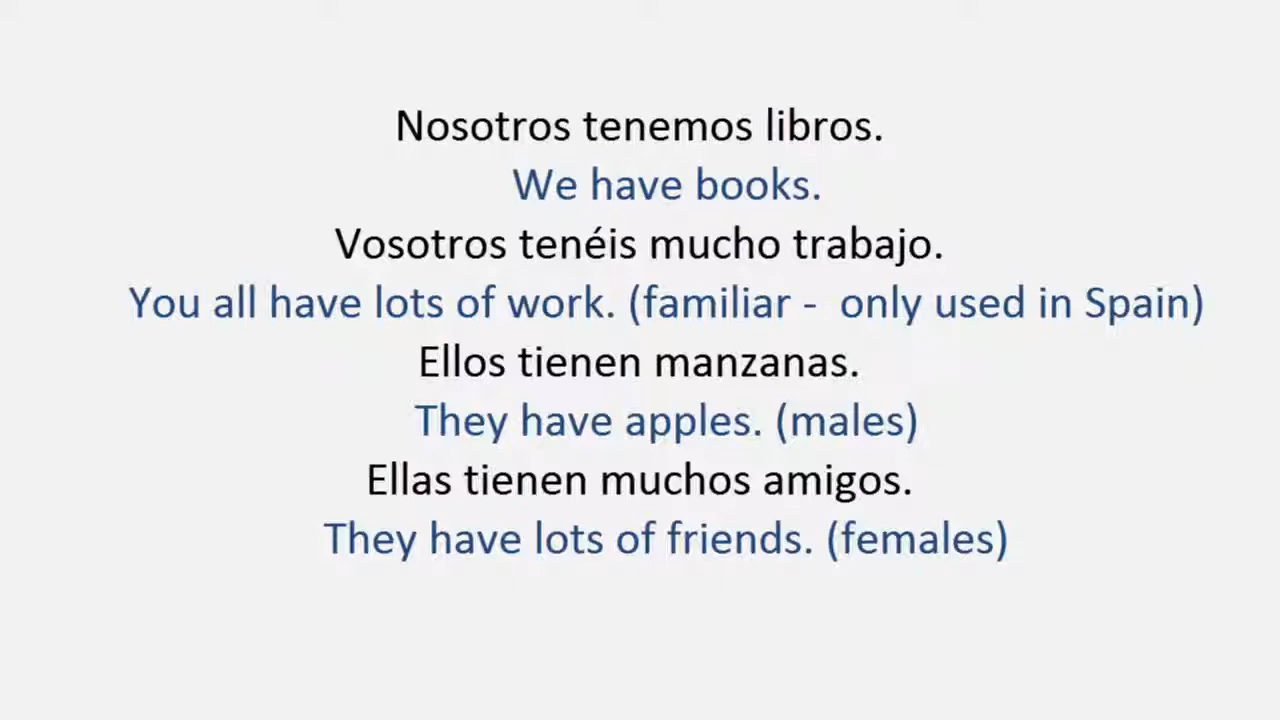 Nosotros tenemos libros.
We have books.
Vosotros tenéis mucho trabajo.
You all have lots of work. (familiar -  only used in Spain)
Ellos tienen manzanas.
They have apples. (males)
Ellas tienen muchos amigos.
They have lots of friends. (females)